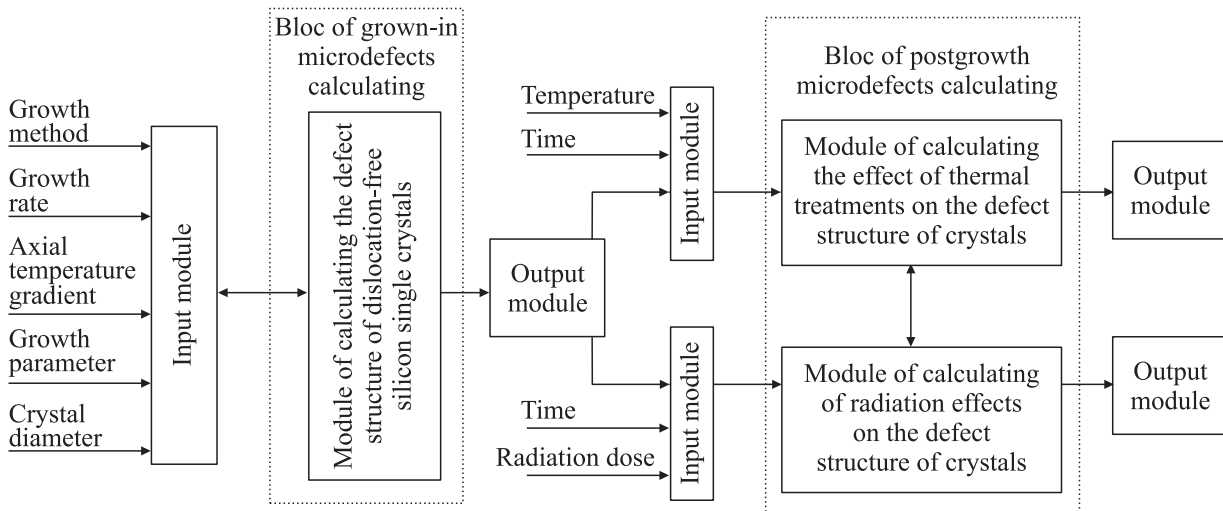 Growth
method
Growth
rate
Axial
temperature
gradient
Growth
parameter
Crystal
diameter
Input module
Bloc of grown-in
microdefects
calculating
Module of calculating the defect
structure of dislocation-free
silicon single crystals
Output
module
Temperature
Time
Input module
Time
Radiation dose
Input module
Bloc of postgrowth
microdefects calculating
Module of calculating
the effect of thermal
treatments on the defect
structure of crystals
Module of calculating
of radiation effects
on the defect
structure of crystals
Output
module
Output
module